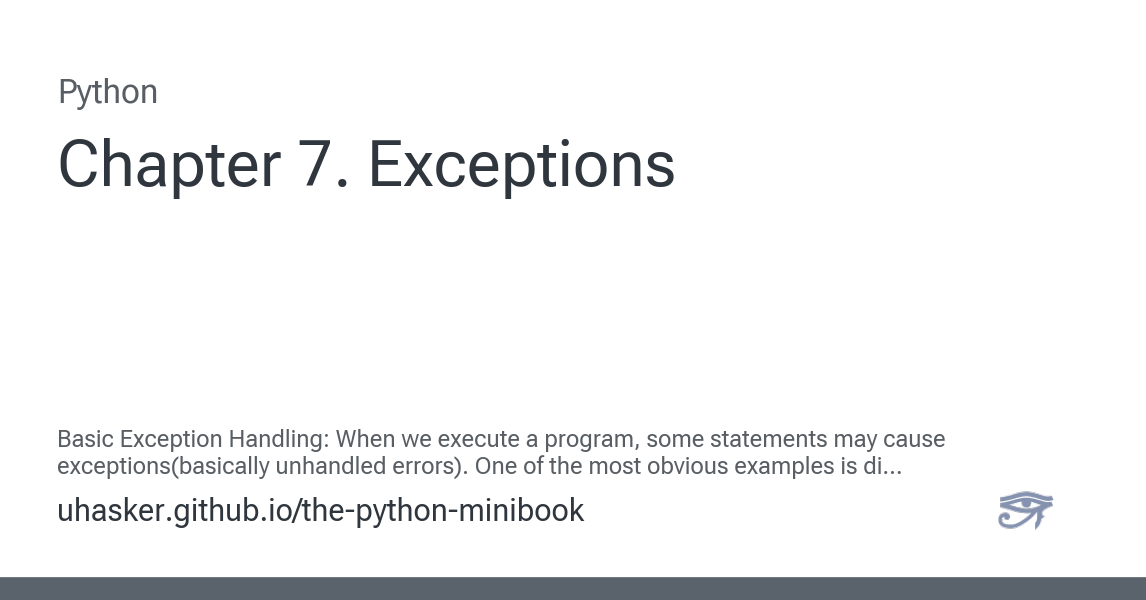 Python
Chapter 7. Exceptions
Basic Exception Handling: When we execute a program, some statements may cause
exceptions(basically unhandled errors). One of the most obvious examples is di...
uhasker.github.io/the-python-minibook